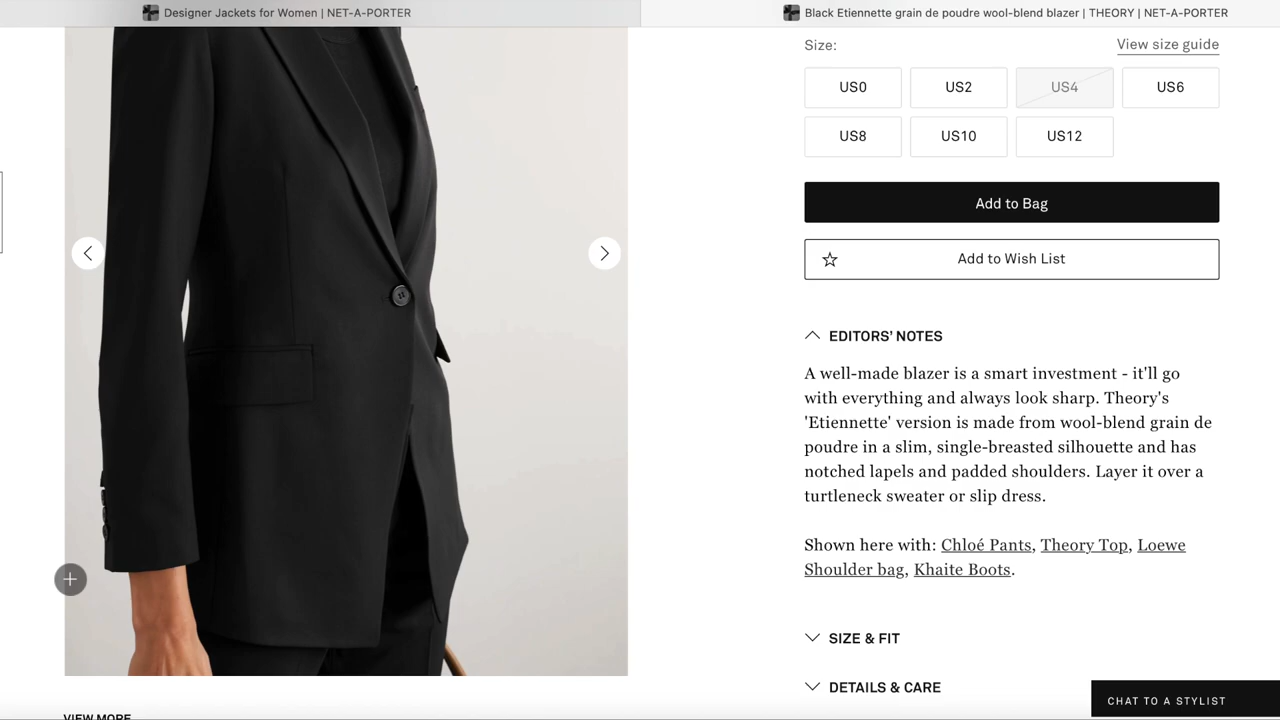 Designer Jackets for Women | NET-A-PORTER
Black Etiennette grain de poudre wool-blend blazer | THEORY | NET-A-PORTER
Size:
View size guide
US0
US2
US4
US6
US8
US10
US12
Add to Bag
Add to Wish List
EDITORS' NOTES
A well-made blazer is a smart investment - it'll go
with everything and always look sharp. Theory's
'Etiennette' version is made from wool-blend grain de
poudre in a slim, single-breasted silhouette and has
notched lapels and padded shoulders. Layer it over a
turtleneck sweater or slip dress.
Shown here with: Chloé Pants, Theory Top, Loewe
Shoulder bag, Khaite Boots.
SIZE & FIT
DETAILS & CARE
CHAT TO A STYLIST
VIEW MORE